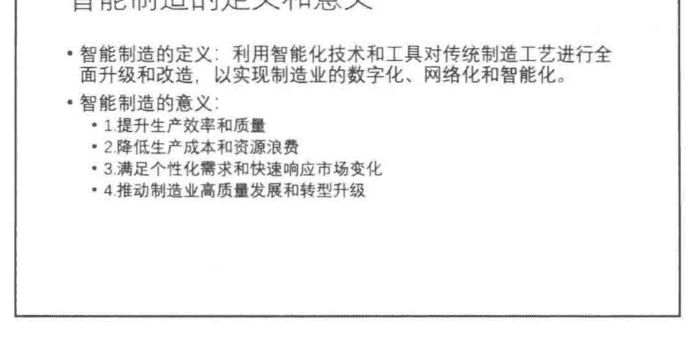 智能制造的定义和意义
• 智能制造的定义：利用智能化技术和工具对传统制造工艺进行全
面升级和改造，以实现制造业的数字化、网络化和智能化。
• 智能制造的意义：
• 1.提升生产效率和质量
• 2.降低生产成本和资源浪费
• 3.满足个性化需求和快速响应市场变化
• 4.推动制造业高质量发展和转型升级